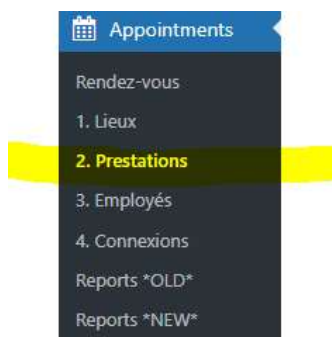 Appointments
Rendez-vous
1. Lieux
2. Prestations
3. Employés
4. Connexions
Reports *OLD*
Reports *NEW*